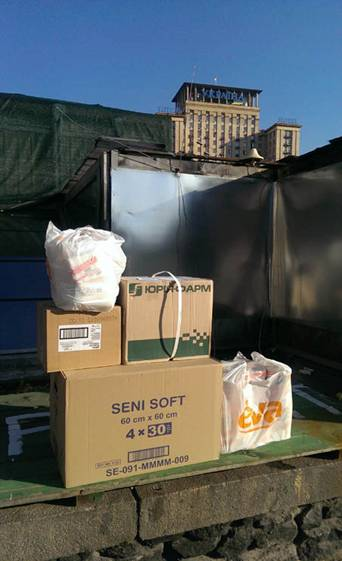 УКРАЇНА
ЮРІЯ·ФАРМ
SENI SOFT
60 cm x 60 cm
4 x 30
SE-091-MMMM-009
eva